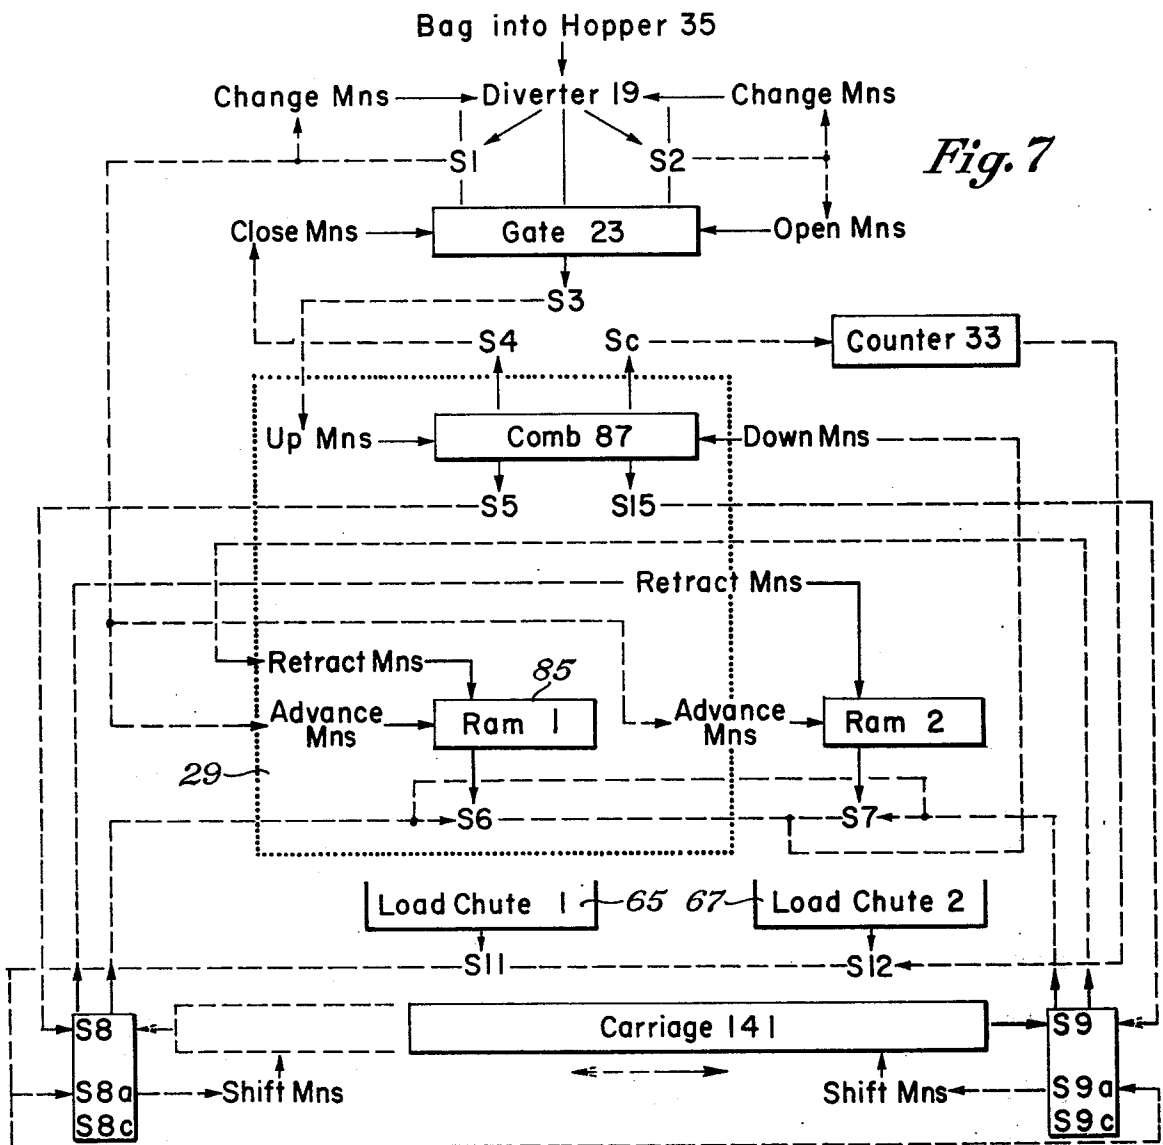 Bag into Hopper 35
Change Mns
Diverter 19
Change Mns
S1
S2
Fig. 7
Close Mns
Gate 23
Open Mns
S3
S4
Sc
Counter 33
Up Mns
Comb 87
Down Mns
S5
S15
Retract Mns
Retract Mns
85
Advance
Mns
Ram 1
Advance
Mns
Ram 2
29
S6
S7
Load Chute 1
65
67
Load Chute 2
S11
S12
S8
Carriage 141
S9
S8a
Shift Mns
Shift Mns
S9a
S8c
S9c